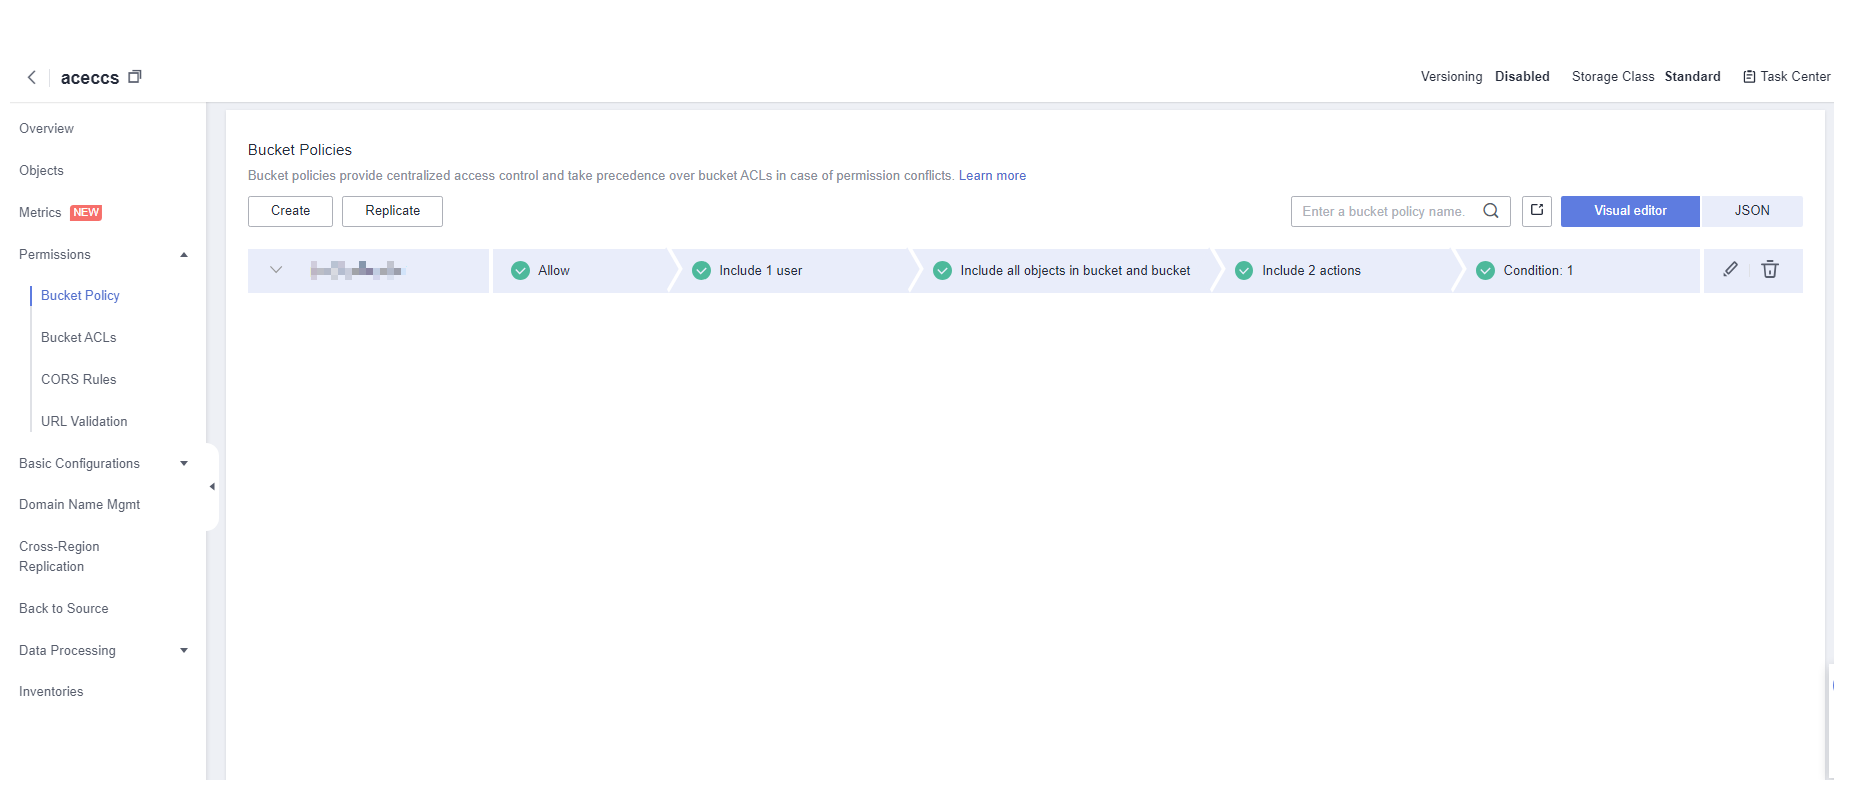 aceccs
Versioning Disabled Storage Class Standard Task Center
Overview
Objects
Metrics NEW
Permissions
Bucket Policy
Bucket ACLs
CORS Rules
URL Validation
Basic Configurations
Domain Name Mgmt
Cross-Region
Replication
Back to Source
Data Processing
Inventories
Bucket Policies
Bucket policies provide centralized access control and take precedence over bucket ACLs in case of permission conflicts. Learn more
Create Replicate Enter a bucket policy name. Visual editor JSON
Allow Include 1 user Include all objects in bucket and bucket Include 2 actions Condition: 1